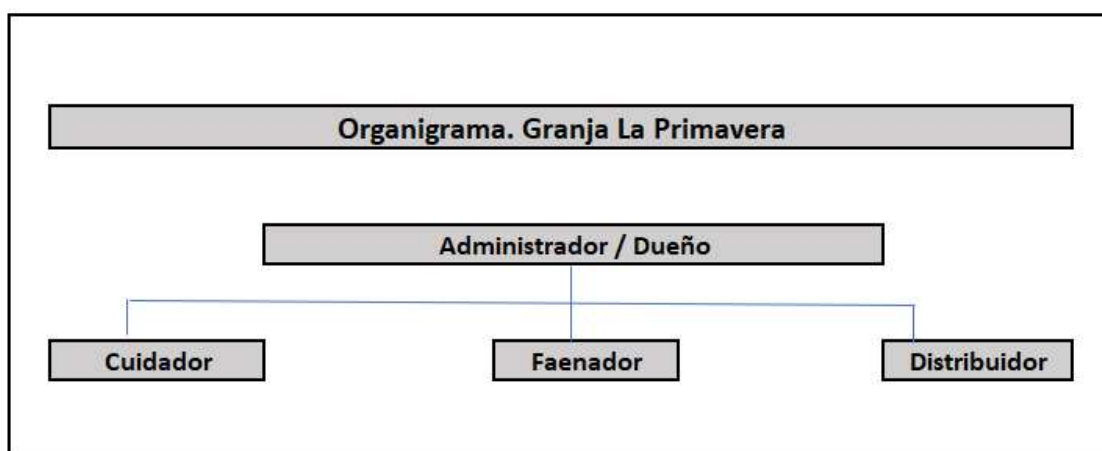 Organigrama. Granja La Primavera
Administrador / Dueño
Cuidador
Faenador
Distribuidor